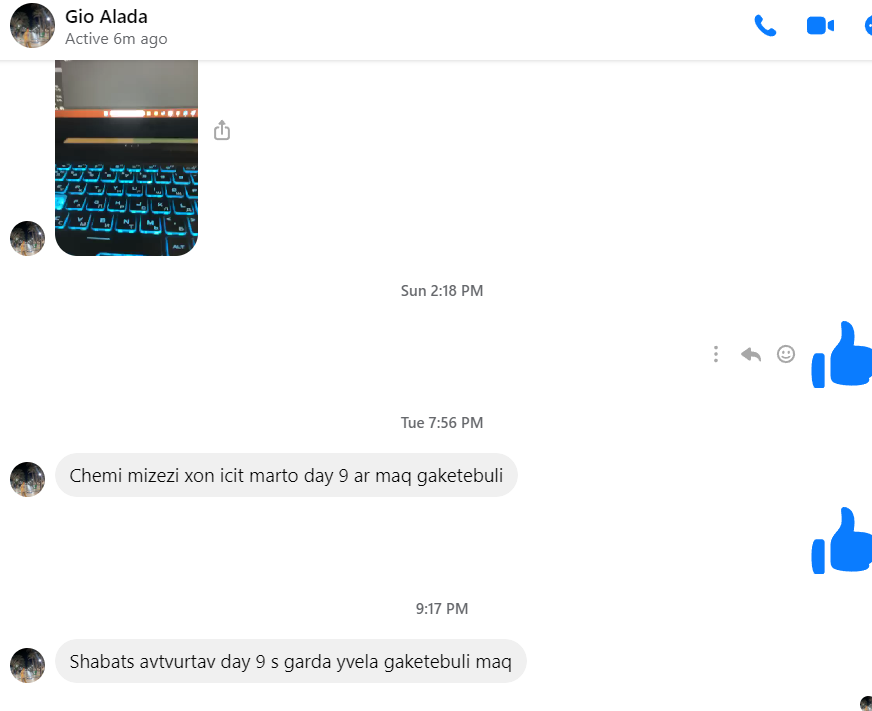 Gio Alada
Active 6m ago
ALT
Sun 2:18 PM
Tue 7:56 PM
Chemi mizezi xon icit marto day 9 ar maq gaketebuli
9:17 PM
Shabats avtvurtav day 9 s garda yvela gaketebuli maq